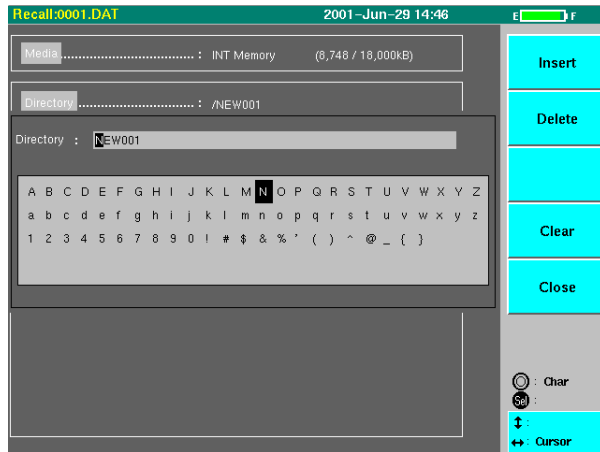 Recall:0001.DAT 2001-Jun-29 14:46 E F
Media .................................. : INT Memory (8,748 / 18,000kB)
Directory .............................. : /NEW001
Directory : NEW001
A B C D E F G H I J K L M N O P Q R S T U V W X Y Z
a b c d e f g h i j k l m n o p q r s t u v w x y z
1 2 3 4 5 6 7 8 9 0 ! # $ & % ' ( ) ^ @ _ { }
Insert
Delete
Clear
Close
: Char
Sel :
↕ :
↔ : Cursor